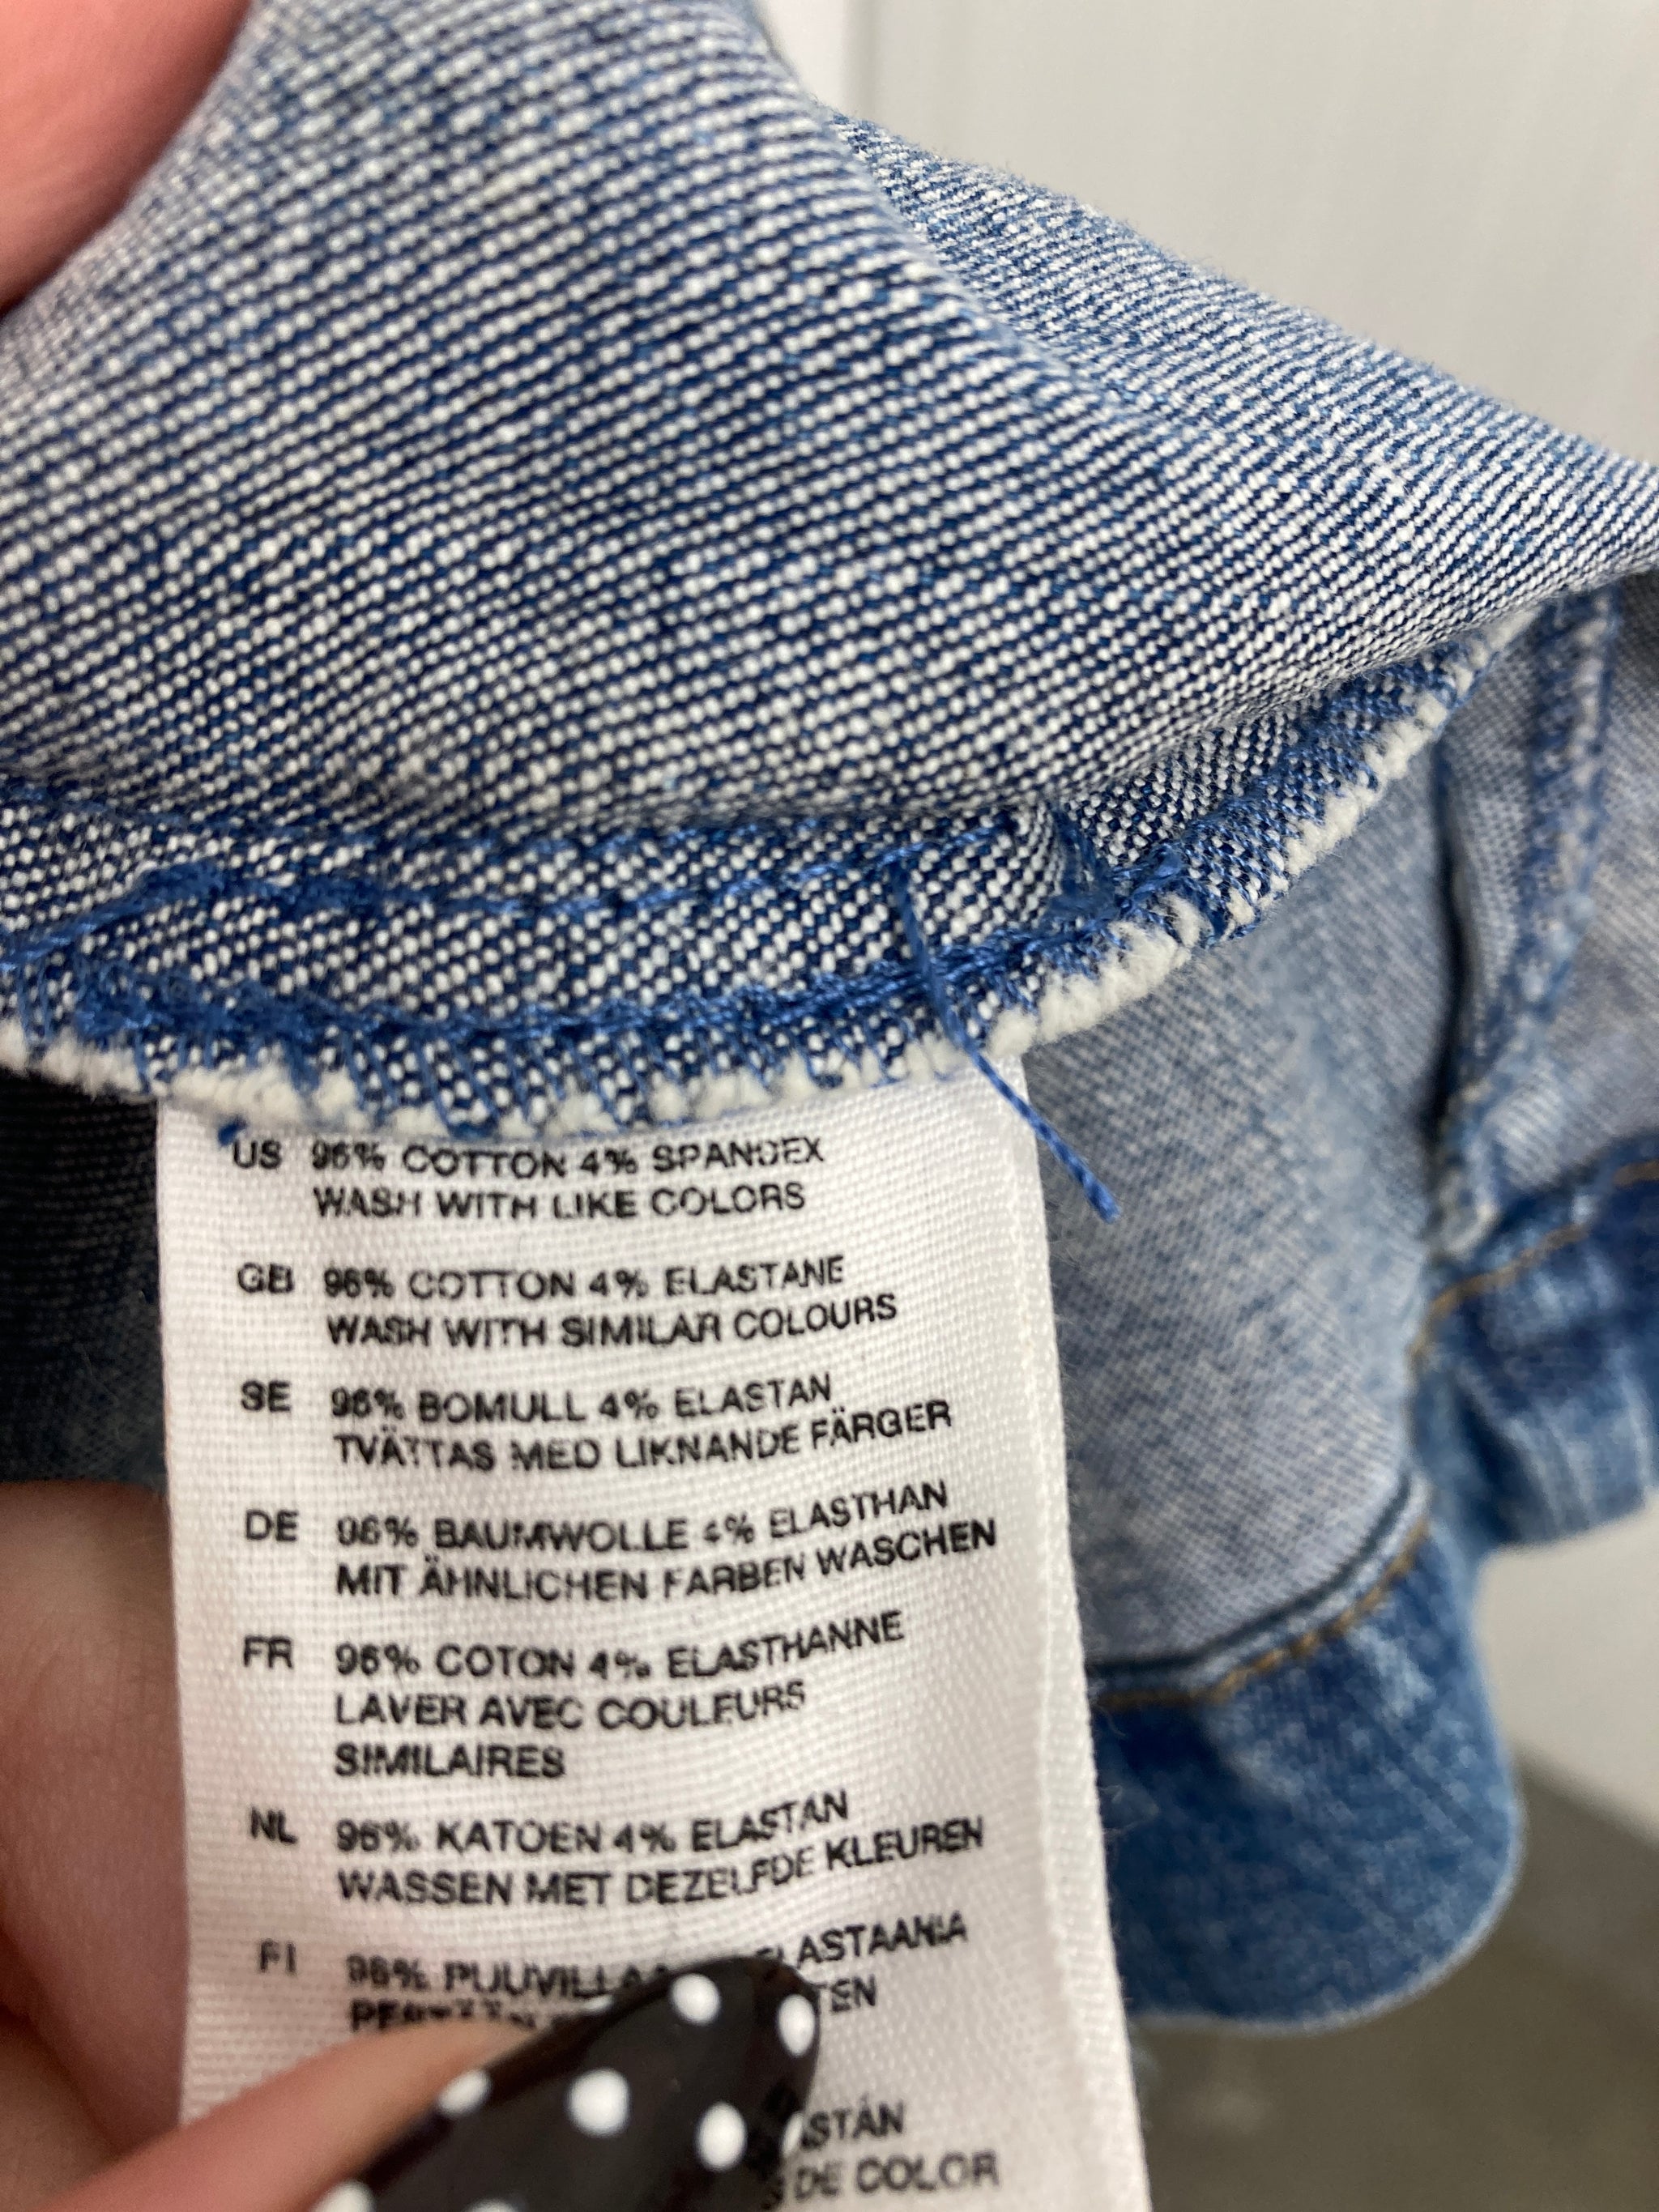 US 96% COTTON 4% SPANDEX
WASH WITH LIKE COLORS
GB 96% COTTON 4% ELASTANE
WASH WITH SIMILAR COLOURS
SE 96% BOMULL 4% ELASTAN
TVÄTTAS MED LIKNANDE FÄRGER
DE 96% BAUMWOLLE 4% ELASTHAN
MIT ÄHNLICHEN FARBEN WASCHEN
FR 96% COTON 4% ELASTHANNE
LAVER AVEC COULEURS
SIMILAIRES
NL 96% KATOEN 4% ELASTAN
WASSEN MET DEZELFDE KLEUREN
FI 96% PUUVILLAA
DE COLOR